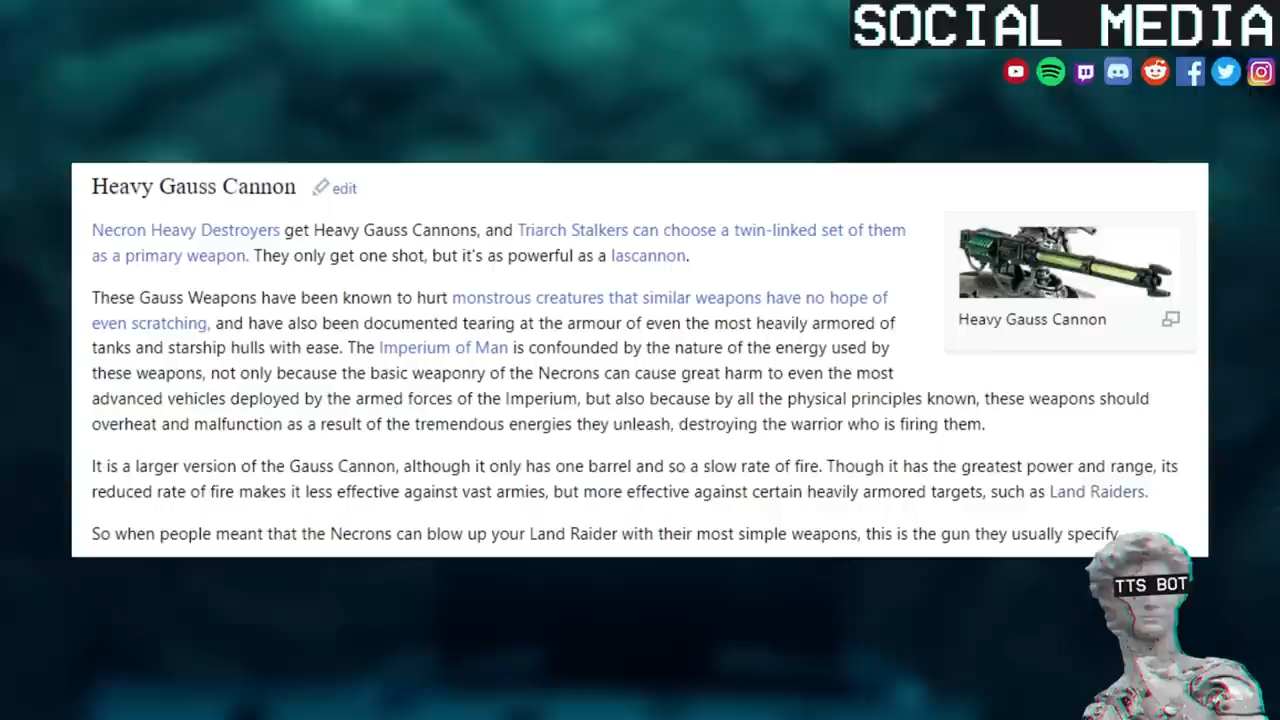 SOCIAL MEDIA
Heavy Gauss Cannon edit
Necron Heavy Destroyers get Heavy Gauss Cannons, and Triarch Stalkers can choose a twin-linked set of them
as a primary weapon. They only get one shot, but it's as powerful as a lascannon.
These Gauss Weapons have been known to hurt monstrous creatures that similar weapons have no hope of
even scratching, and have also been documented tearing at the armour of even the most heavily armored of
tanks and starship hulls with ease. The Imperium of Man is confounded by the nature of the energy used by
these weapons, not only because the basic weaponry of the Necrons can cause great harm to even the most
advanced vehicles deployed by the armed forces of the Imperium, but also because by all the physical principles known, these weapons should
overheat and malfunction as a result of the tremendous energies they unleash, destroying the warrior who is firing them.
Heavy Gauss Cannon
It is a larger version of the Gauss Cannon, although it only has one barrel and so a slow rate of fire. Though it has the greatest power and range, its
reduced rate of fire makes it less effective against vast armies, but more effective against certain heavily armored targets, such as Land Raiders.
So when people meant that the Necrons can blow up your Land Raider with their most simple weapons, this is the gun they usually specify.
TTS BOT